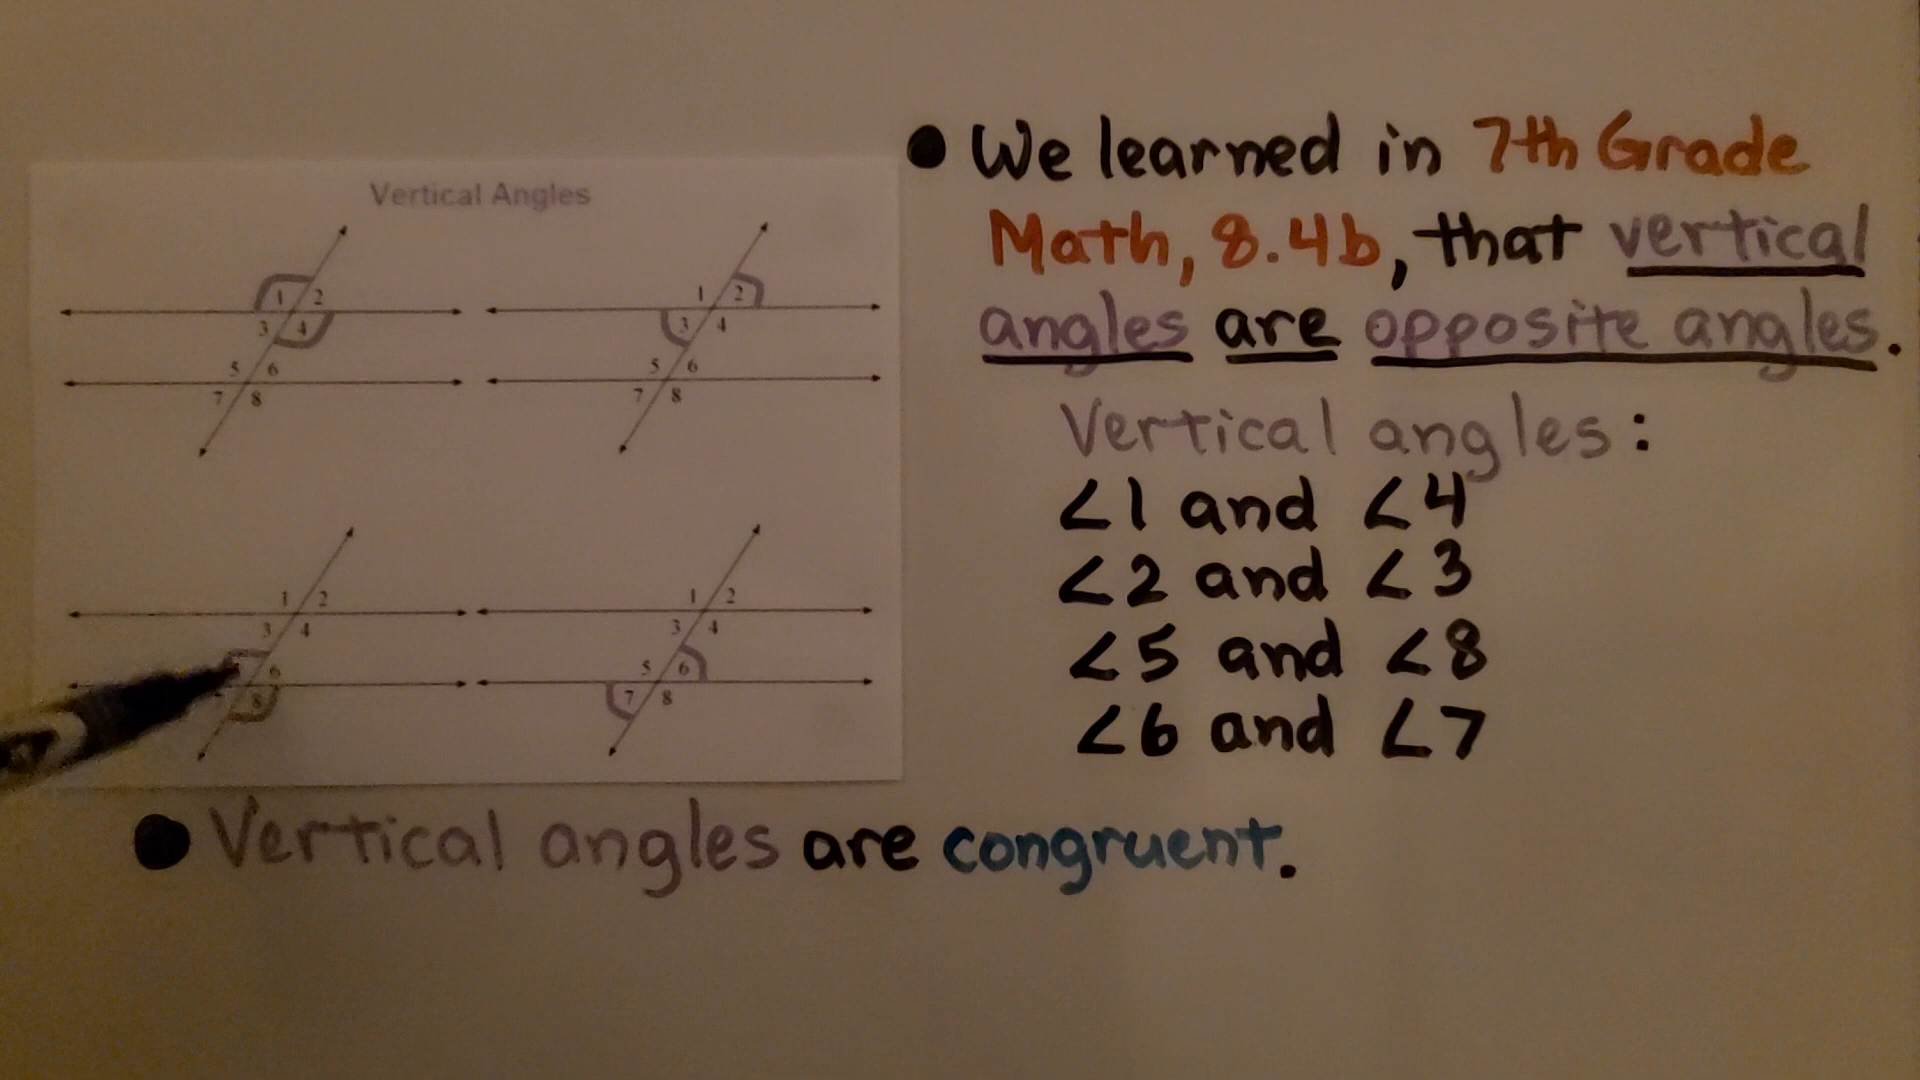 Vertical Angles
1 2
3 4
5 6
7 8
1 2
3 4
5 6
7 8
1 2
3 4
6
8
1 2
3 4
5 6
7 8
● We learned in 7th Grade
Math, 8.4b, that vertical
angles are opposite angles.
Vertical angles:
∠1 and ∠4
∠2 and ∠3
∠5 and ∠8
∠6 and ∠7
● Vertical angles are congruent.